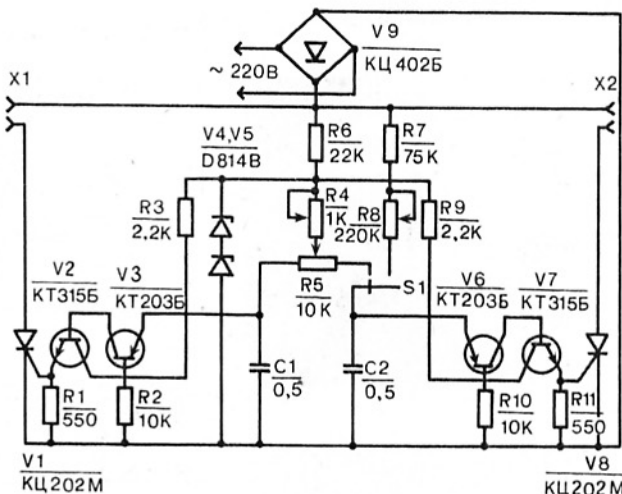 V9
КЦ402Б
~ 220В
X1
X2
V4,V5
D814В
R6
22К
R7
75К
R3
2,2К
R4
1К
R8
220К
R9
2,2К
V2
КТ315Б
V3
КТ203Б
R5
10К
S1
V6
КТ203Б
V7
КТ315Б
C1
0,5
C2
0,5
R1
550
R2
10К
R10
10К
R11
550
V1
КЦ202М
V8
КЦ202М